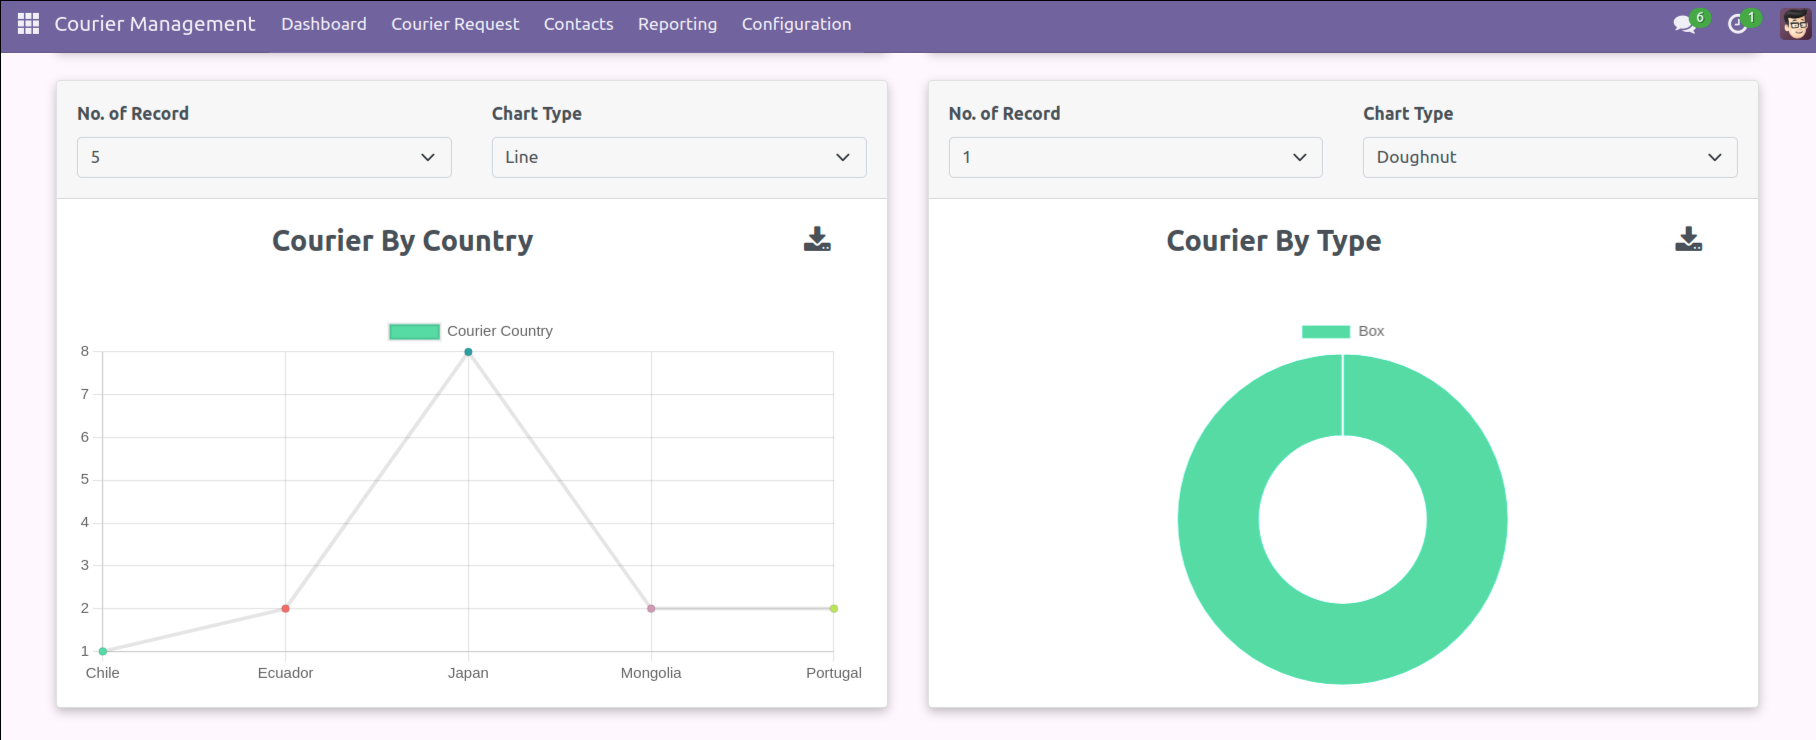 Courier Management Dashboard Courier Request Contacts Reporting Configuration 6 1
No. of Record Chart Type
5 Line
Courier By Country
Courier Country
8
7
6
5
4
3
2
1
Chile Ecuador Japan Mongolia Portugal
No. of Record Chart Type
1 Doughnut
Courier By Type
Box